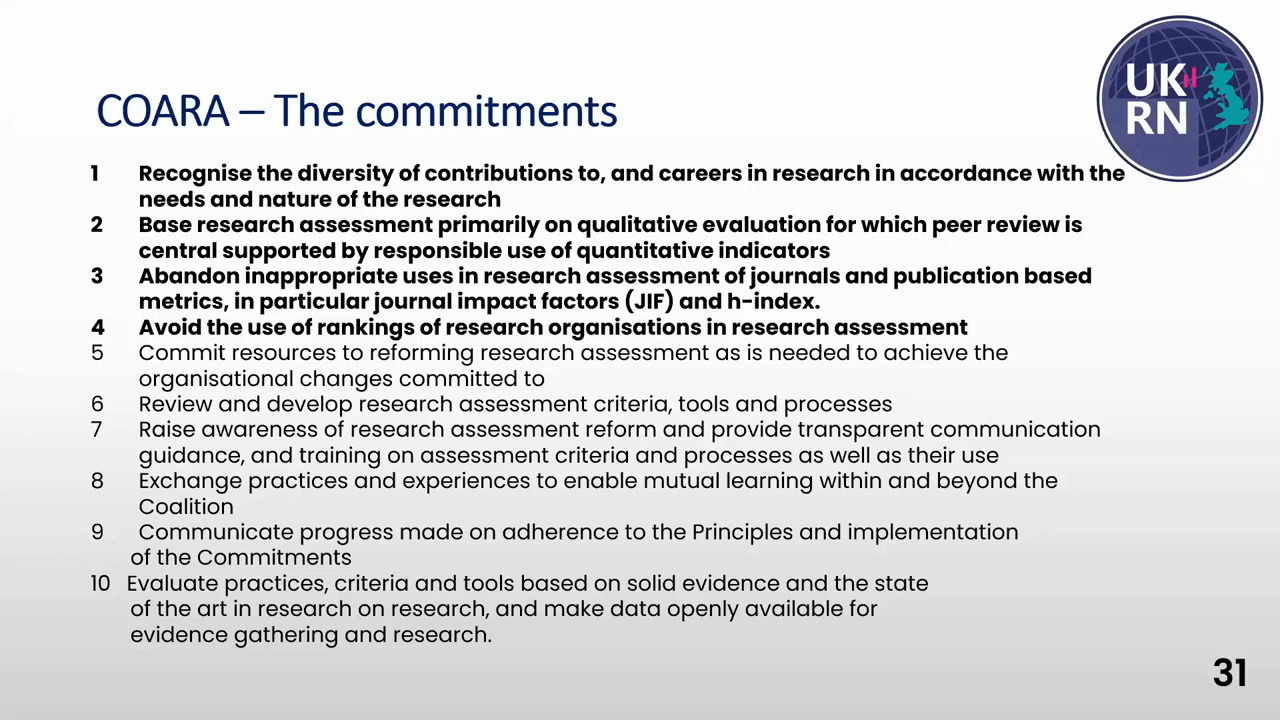 UK
RN
COARA – The commitments
1 Recognise the diversity of contributions to, and careers in research in accordance with the
needs and nature of the research
2 Base research assessment primarily on qualitative evaluation for which peer review is
central supported by responsible use of quantitative indicators
3 Abandon inappropriate uses in research assessment of journals and publication based
metrics, in particular journal impact factors (JIF) and h-index.
4 Avoid the use of rankings of research organisations in research assessment
5 Commit resources to reforming research assessment as is needed to achieve the
organisational changes committed to
6 Review and develop research assessment criteria, tools and processes
7 Raise awareness of research assessment reform and provide transparent communication
guidance, and training on assessment criteria and processes as well as their use
8 Exchange practices and experiences to enable mutual learning within and beyond the
Coalition
9 Communicate progress made on adherence to the Principles and implementation
of the Commitments
10 Evaluate practices, criteria and tools based on solid evidence and the state
of the art in research on research, and make data openly available for
evidence gathering and research.
31